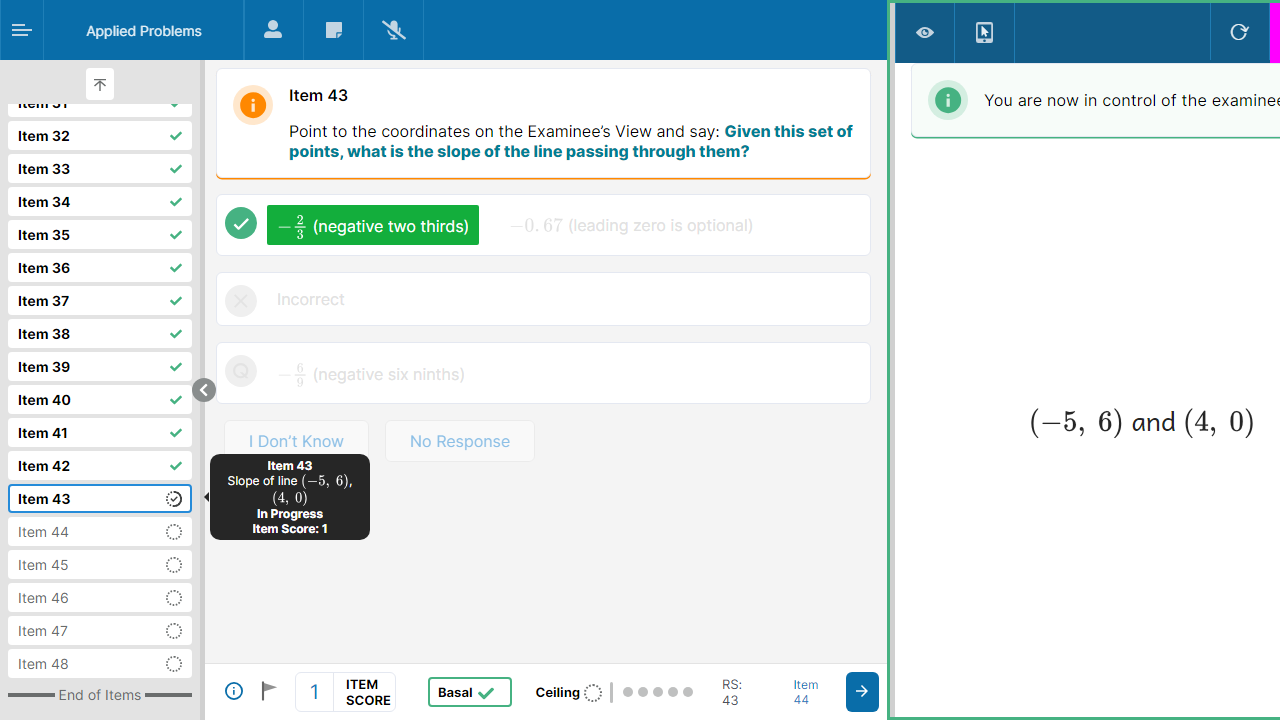 Applied Problems
Item 31
Item 32
Item 33
Item 34
Item 35
Item 36
Item 37
Item 38
Item 39
Item 40
Item 41
Item 42
Item 43
Item 44
Item 45
Item 46
Item 47
Item 48
End of Items
Item 43
Point to the coordinates on the Examinee’s View and say: Given this set of
points, what is the slope of the line passing through them?
−2/3 (negative two thirds)
−0.67 (leading zero is optional)
Incorrect
Q
−6/9 (negative six ninths)
I Don’t Know
No Response
Item 43
Slope of line (−5, 6),
(4, 0)
In Progress
Item Score: 1
1
ITEM
SCORE
Basal
Ceiling
RS:
43
Item
44
You are now in control of the examinee
(−5, 6) and (4, 0)